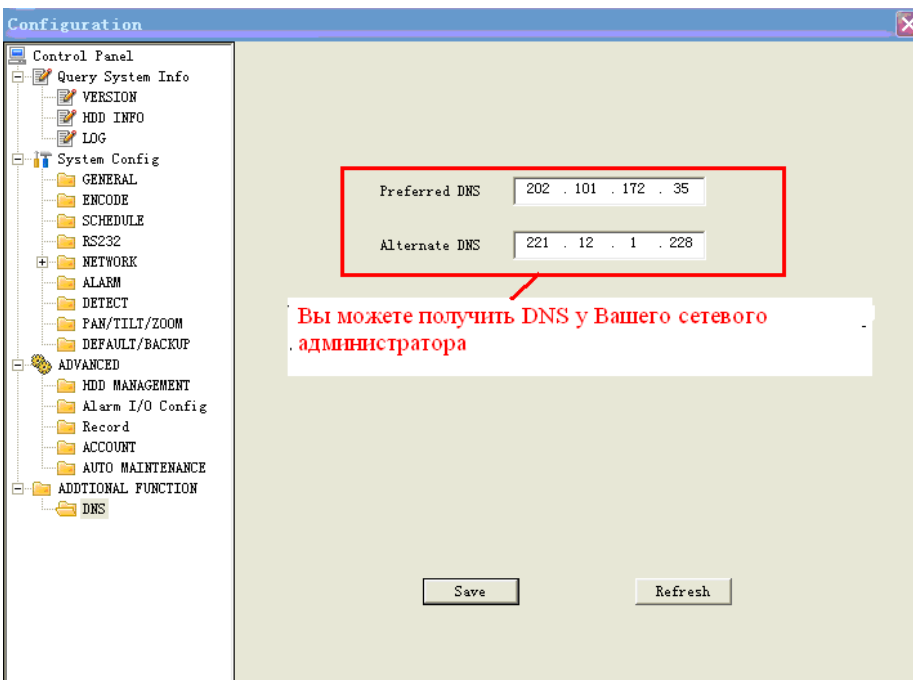 Configuration
Control Panel
Query System Info
VERSION
HDD INFO
LOG
System Config
GENERAL
ENCODE
SCHEDULE
RS232
NETWORK
ALARM
DETECT
PAN/TILT/ZOOM
DEFAULT/BACKUP
ADVANCED
HDD MANAGEMENT
Alarm I/O Config
Record
ACCOUNT
AUTO MAINTENANCE
ADDTIONAL FUNCTION
DNS
Preferred DNS 202 . 101 . 172 . 35
Alternate DNS 221 . 12 . 1 . 228
Вы можете получить DNS у Вашего сетевого
администратора
Save Refresh